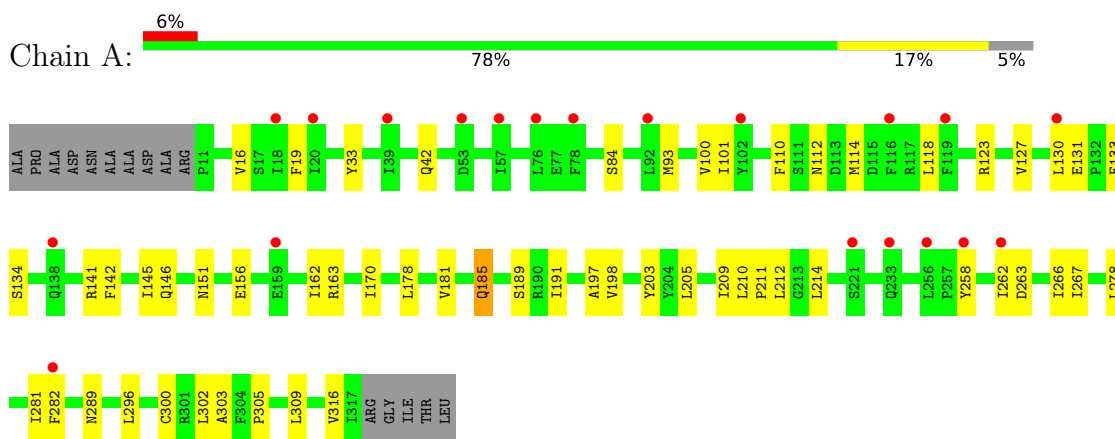 6%
Chain A:
78% 17% 5%
ALA PRO ALA ASP ASN ALA ALA ASP ALA ARG P11 V16 S17 I18 F19 I20 Y33 I39 Q42 D53 I57 L76 E77 F78 S84 L92 M93 V100 I101 Y102 F110 S111 N112 D113 M114 D115 F116 R117 L118 F119 R123 V127 L130 E131 P132
S134 Q138 R141 F142 I145 Q146 N151 E156 E159 I162 R163 I170 L178 V181 Q185 S189 R190 I191 A197 V198 Y203 Y204 L205 I209 L210 P211 L212 G213 L214 S221 Q233 L256 P257 Y258 I262 D263 I266 I267 L278
I281 F282 N289 L296 C300 R301 L302 A303 F304 P305 L309 V316 I317 ARG GLY ILE THR LEU